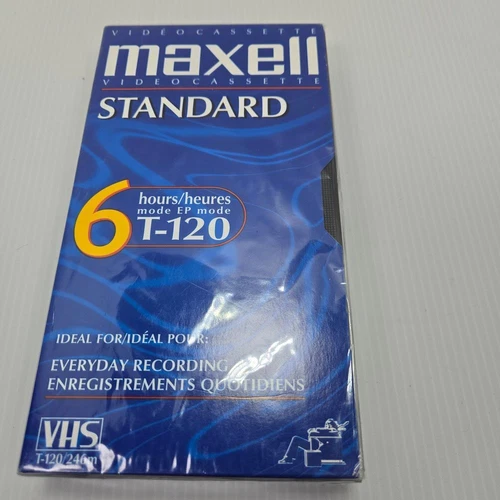 VIDÉOCASSETTE
maxell
VIDEOCASSETTE
STANDARD
6 hours/heures
mode EP mode
T-120
IDEAL FOR/IDÉAL POUR:
EVERYDAY RECORDING
ENREGISTREMENTS QUOTIDIENS
VHS
T-120/246m